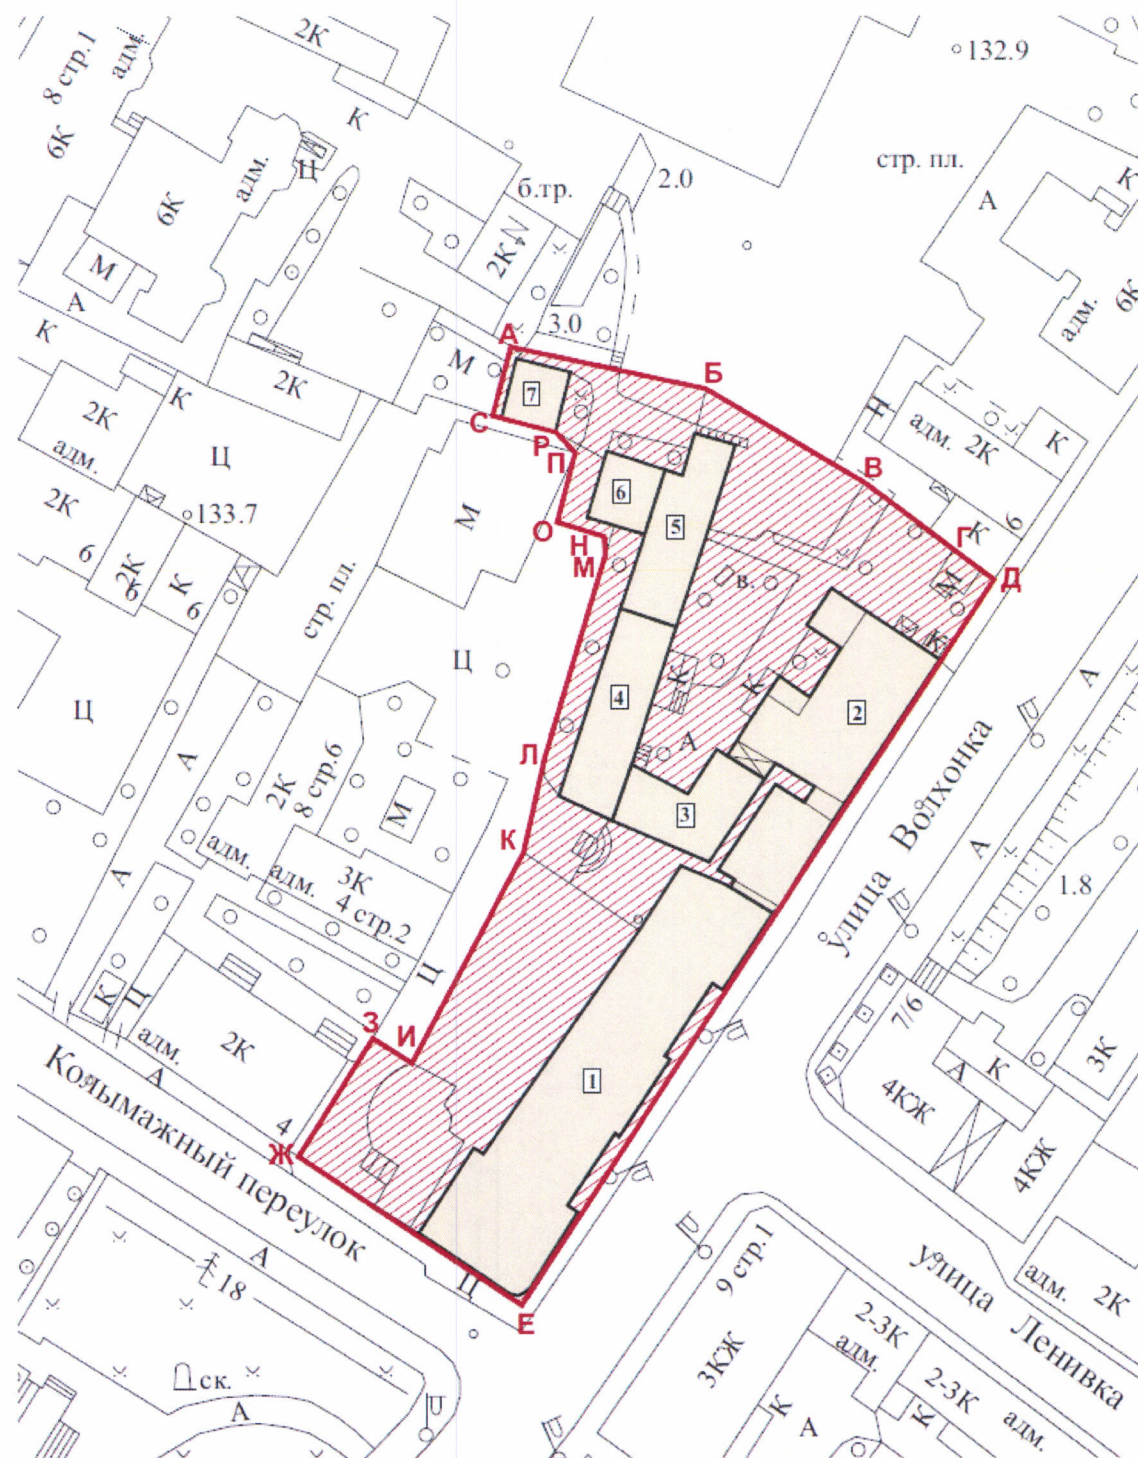 8 стр.1
адм.
2К
132.9
6К
К
Ц
адм.
б.тр.
2.0
стр. пл.
К
А
6К
2К
М
А
3.0
К
6К
адм.
А
М
Б
2К
7
Н
К
2К
адм.
К
С
Р
П
адм. 2К
Ц
В
6
2К
133.7
М
5
О
Н
М
Г
К
6
6
2К
6
К
6
стр. пл.
В.
М
Д
К
Ц
К
К
4
2
А
Ц
А
Л
А
2К
8 стр.6
М
3
улица Волхонка
К
А
1.8
А
адм.
адм.
3К
4 стр.2
К
Ц
адм.
2К
Ц
З
И
7/6
К
А
3К
4КЖ
4КЖ
1
А
4
Ж
Колымажный переулок
А
18
Ц
Е
9 стр.1
3КЖ
улица Ленивка
адм. 2К
2-3К
адм.
2-3К адм.
ск.
А
К
К
А